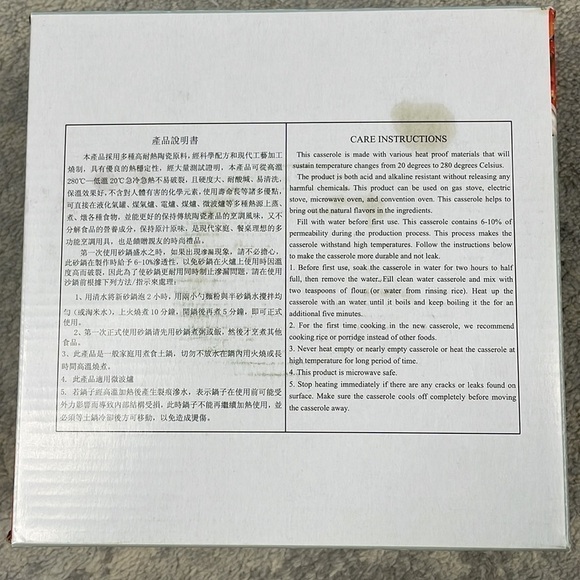 產品說明書
本產品採用多種高耐熱陶瓷原料,經科學配方和現代工藝加工
燒制,具有優良的熱穩定性,經大量測試證明,本產品可從高溫
280℃—低溫20℃急冷急熱不易破裂,且硬度大、耐酸鹼、易清洗,
保溫效果好,不含對人體有害的化學元素,使用壽命長等諸多優點,
可直接在液化氣罐、煤氣爐、電爐、煤爐、微波爐等多種熱源上蒸、
煮、燉各種食物,並能更好的保持傳統陶瓷產品的烹調風味,又不
分解食品的營養成分,保持原汁原味,是現代家庭、餐桌理想的多
功能烹調用具,也是饋贈親友的時尚禮品。
第一次使用砂鍋盛水之時,如果出現滲漏現象,請不必擔心,
此砂鍋在製作時給予6-10%滲透性,以免砂鍋在火爐上使用時因溫
度高而破裂,因此為了使砂鍋更耐用同時制止滲漏問題,請在使用
沙鍋前根據下列方法/指示來處理:
1、用清水將新砂鍋泡2小時,用兩小勺麵粉與半砂鍋水攪拌均
勻(或淘米水),上火燒開10分鐘,開鍋後再煮5分鐘,即可正式
使用。
2、第一次正式使用砂鍋請先用砂鍋煮粥或飯,然後才烹煮其他
食品。
3、此產品是一般家庭用煮食土鍋,切勿不放水在鍋內用火燒或長
時間高溫燒煮。
4、此產品適用微波爐
5、若鍋子經高溫加熱後產生裂痕滲水,表示鍋子在使用前可能受
外力影響而導致內部結構受損,此時鍋子不能再繼續加熱使用,並
必須等土鍋冷卻後方可移動,以免造成燙傷。
CARE INSTRUCTIONS
This casserole is made with various heat proof materials that will
sustain temperature changes from 20 degrees to 280 degrees Celsius.
The product is both acid and alkaline resistant without releasing any
harmful chemicals. This product can be used on gas stove, electric
stove, microwave oven, and convention oven. This casserole helps to
bring out the natural flavors in the ingredients.
Fill with water before first use. This casserole contains 6-10% of
permeability during the production process. This process makes the
casserole withstand high temperatures. Follow the instructions below
to make the casserole more durable and not leak.
1. Before first use, soak the casserole in water for two hours to half
full, then remove the water. Fill clean water casserole and mix with
two teaspoons of flour (or water from rinsing rice). Heat up the
casserole with an water until it boils and keep boiling it the for an
additional five minutes.
2. For the first time cooking in the new casserole, we recommend
cooking rice or porridge instead of other foods.
3. Never heat empty or nearly empty casserole or heat the casserole at
high temperature for long period of time.
4. This product is microwave safe.
5. Stop heating immediately if there are any cracks or leaks found on
surface. Make sure the casserole cools off completely before moving
the casserole away.